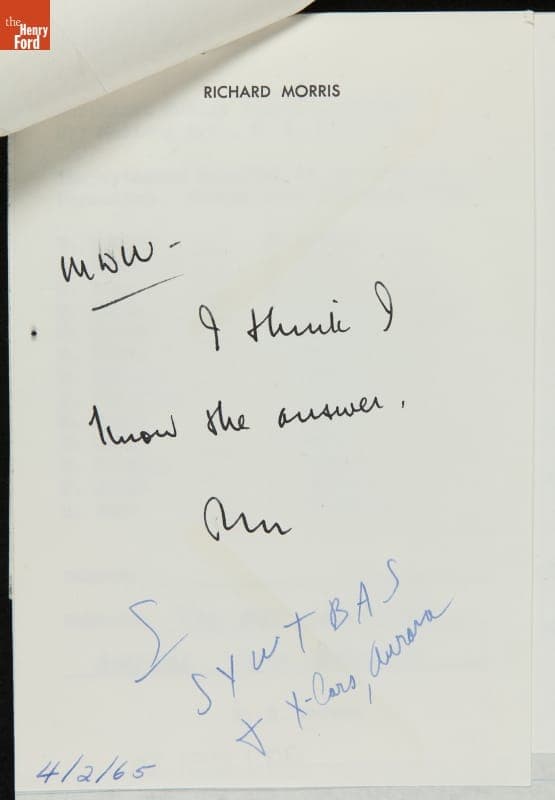 the
Henry
Ford
RICHARD MORRIS
MDW -
I think I
know the answer.
SYWTBAS
+ X-Cars, Aurora
4/2/65